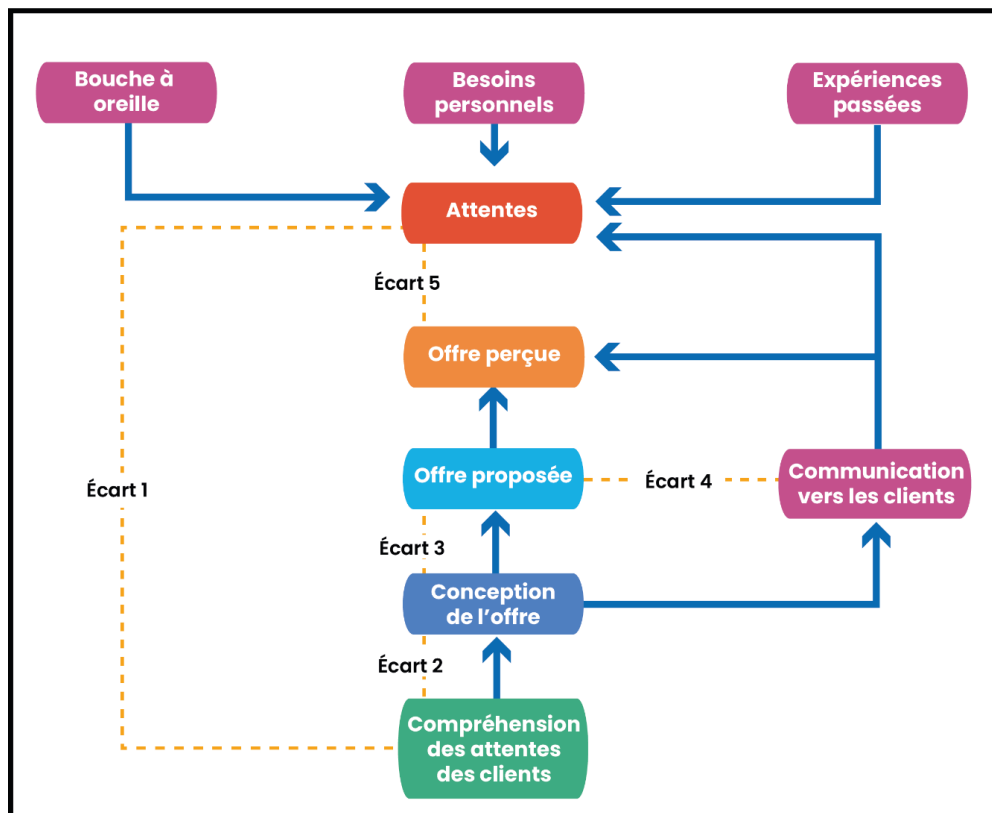 Bouche à
oreille
Besoins
personnels
Expériences
passées
Attentes
Écart 5
Offre perçue
Offre proposée
Écart 4
Communication
vers les clients
Écart 1
Écart 3
Conception
de l’offre
Écart 2
Compréhension
des attentes
des clients